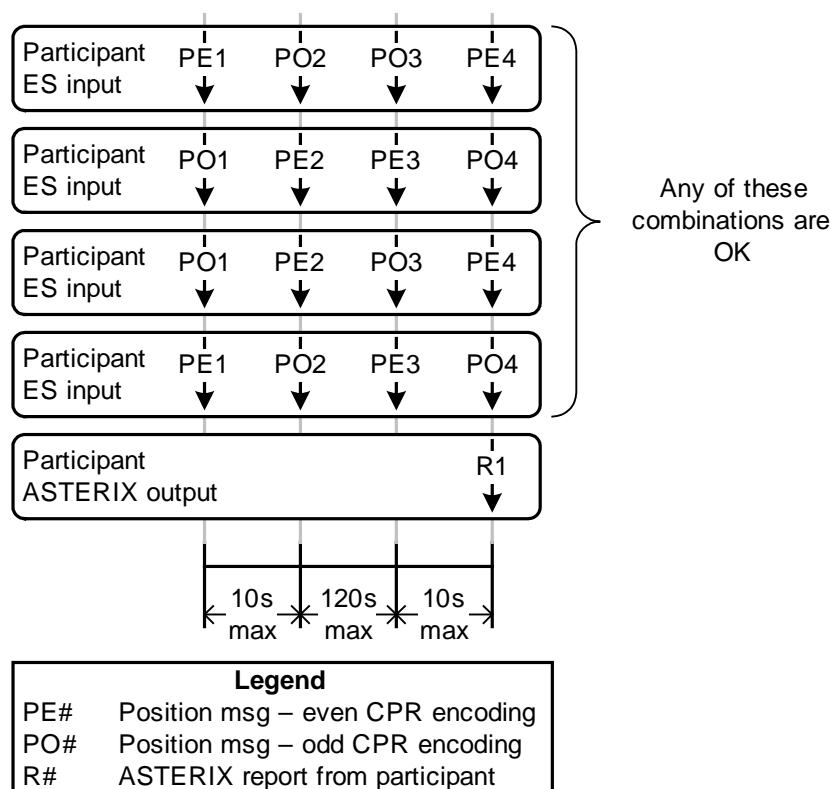 Participant PE1 PO2 PO3 PE4
ES input
Participant PO1 PE2 PE3 PO4
ES input
Participant PO1 PE2 PO3 PE4
ES input
Participant PE1 PO2 PE3 PO4
ES input
Any of these
combinations are
OK
Participant R1
ASTERIX output
10s 120s 10s
max max max
Legend
PE# Position msg – even CPR encoding
PO# Position msg – odd CPR encoding
R# ASTERIX report from participant